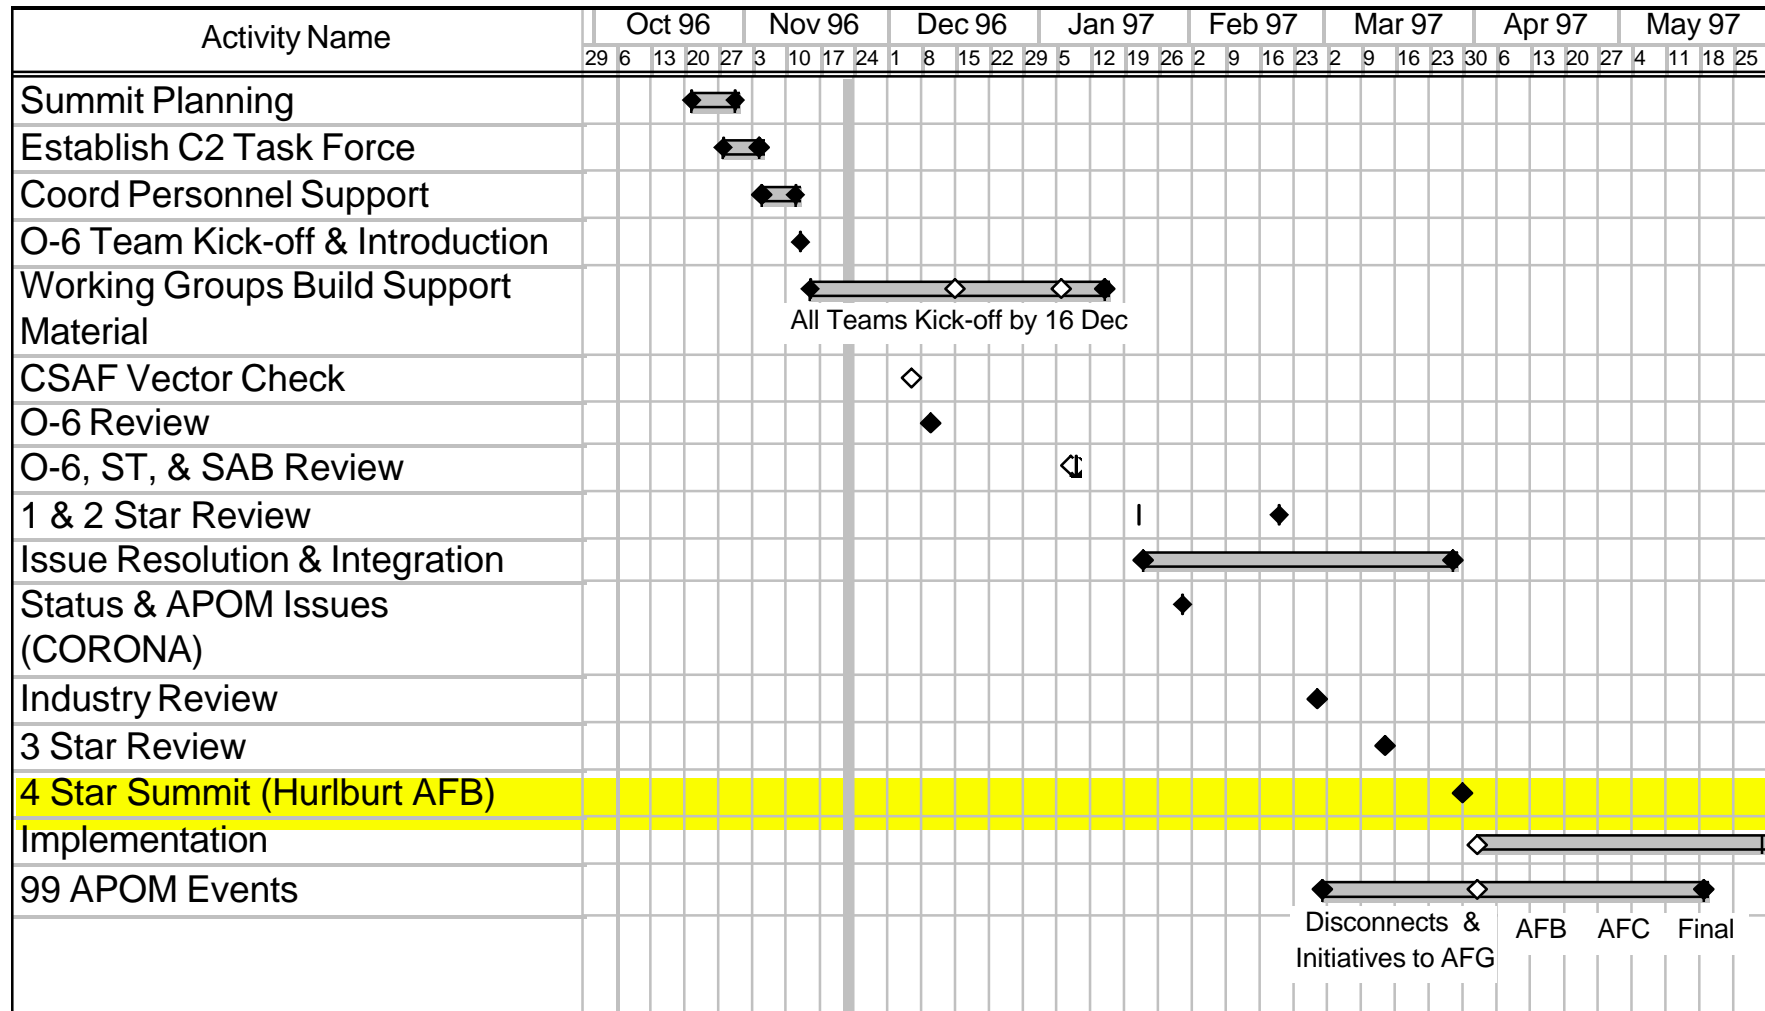 Activity Name
Oct 96 Nov 96 Dec 96 Jan 97 Feb 97 Mar 97 Apr 97 May 97
29 6 13 20 27 3 10 17 24 1 8 15 22 29 5 12 19 26 2 9 16 23 2 9 16 23 30 6 13 20 27 4 11 18 25
Summit Planning
Establish C2 Task Force
Coord Personnel Support
O-6 Team Kick-off & Introduction
Working Groups Build Support
Material
All Teams Kick-off by 16 Dec
CSAF Vector Check
O-6 Review
O-6, ST, & SAB Review
1 & 2 Star Review
Issue Resolution & Integration
Status & APOM Issues
(CORONA)
Industry Review
3 Star Review
4 Star Summit (Hurlburt AFB)
Implementation
99 APOM Events
Disconnects &
Initiatives to AFG
AFB
AFC
Final